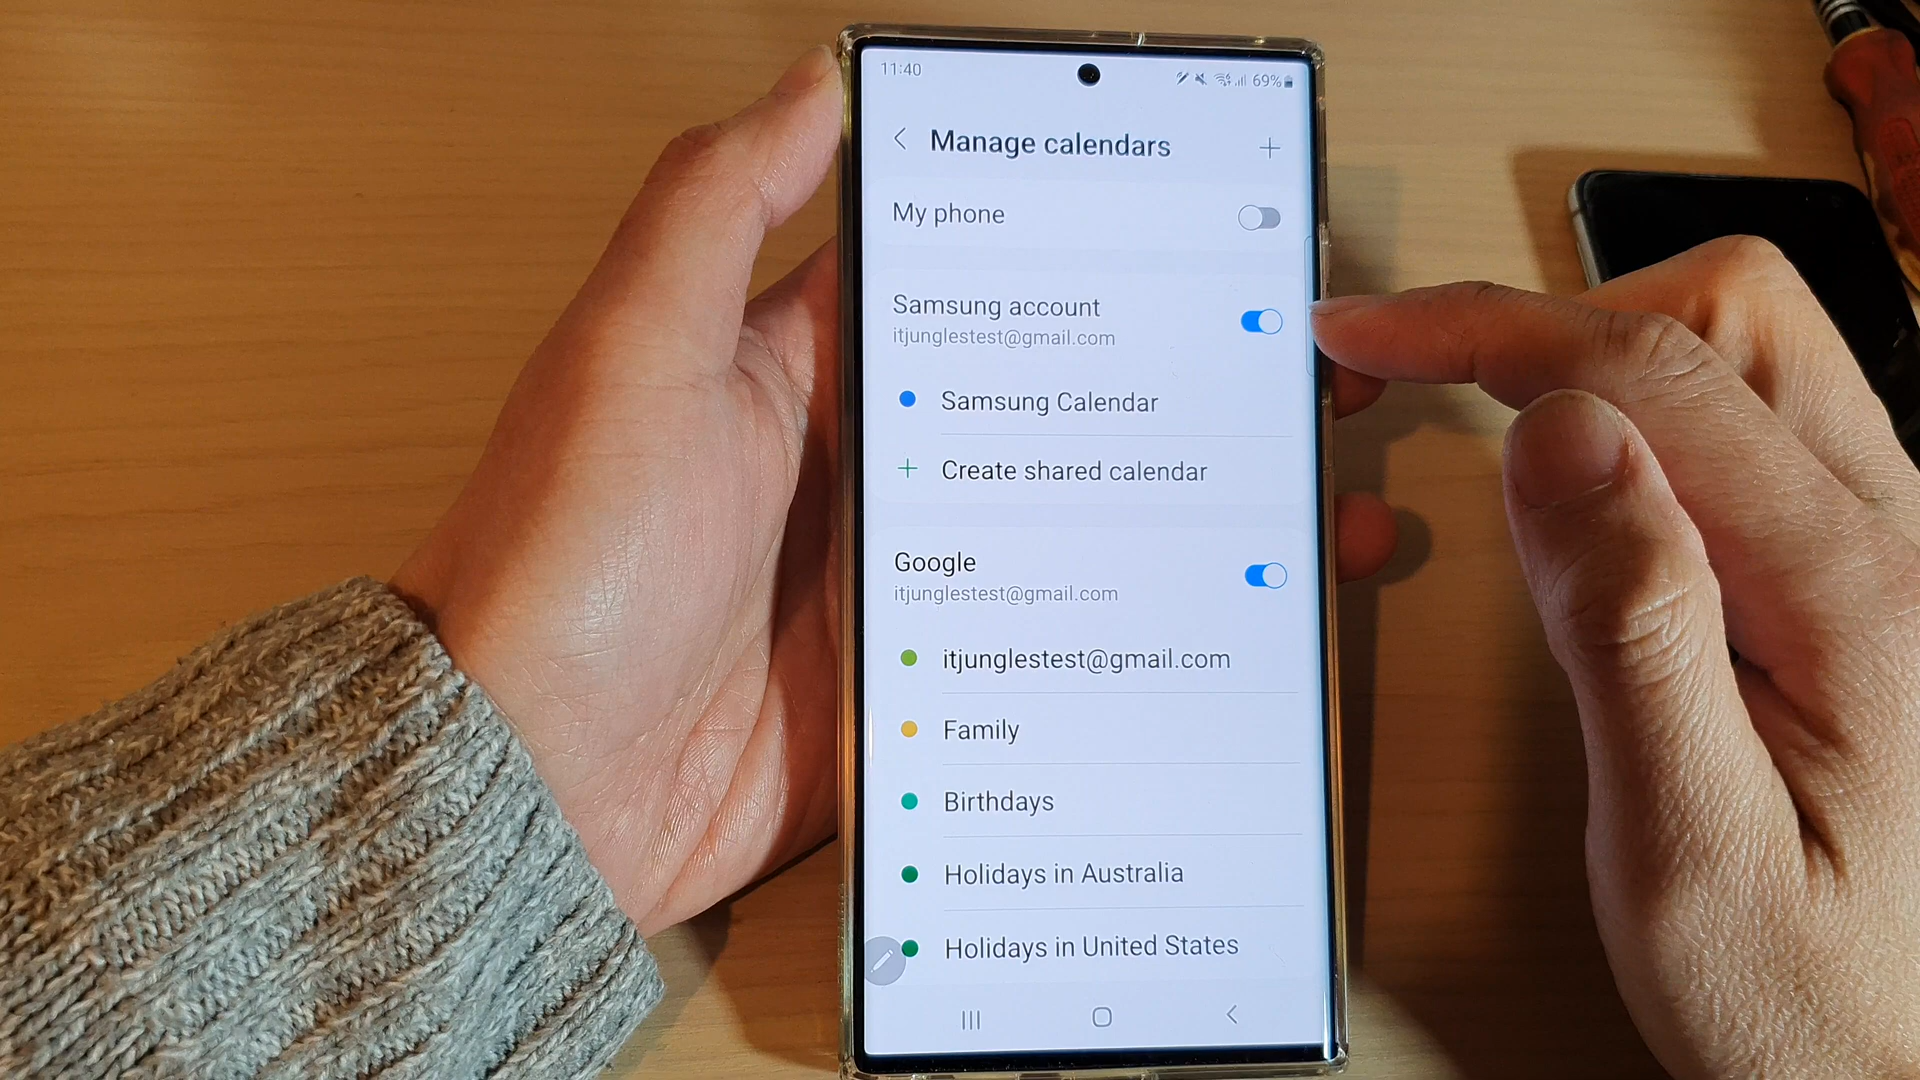 11:40
69%
Manage calendars
My phone
Samsung account
itjunglestest@gmail.com
Samsung Calendar
Create shared calendar
Google
itjunglestest@gmail.com
itjunglestest@gmail.com
Family
Birthdays
Holidays in Australia
Holidays in United States